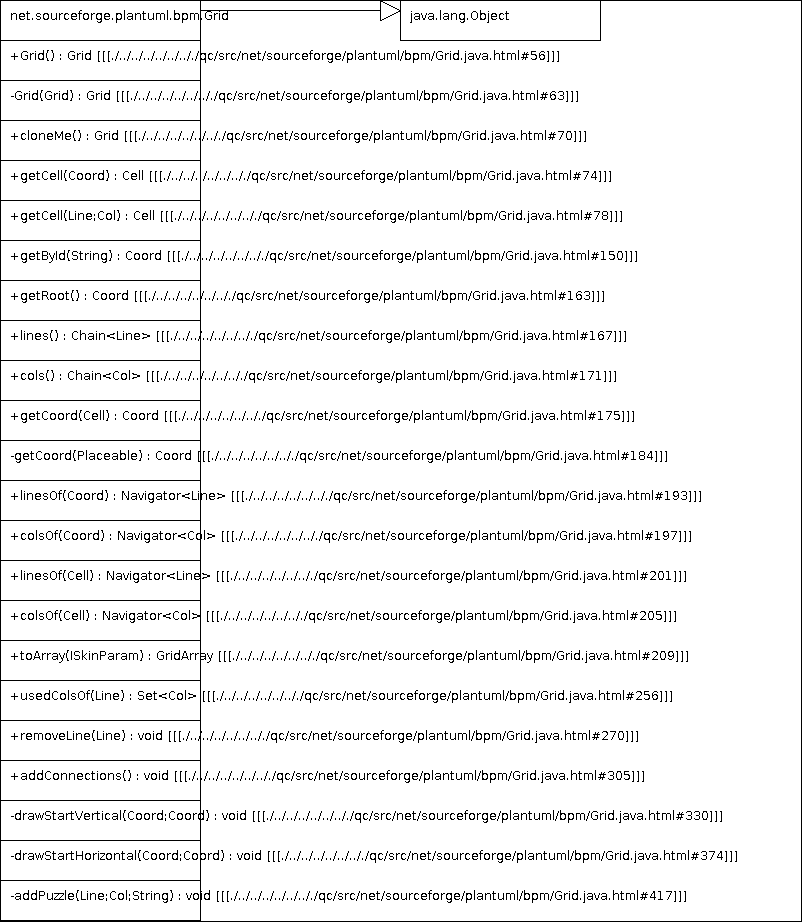 net.sourceforge.plantuml.bpm.Grid java.lang.Object
+Grid() : Grid [[[./../../../../../../../qc/src/net/sourceforge/plantuml/bpm/Grid.java.html#56]]]
-Grid(Grid) : Grid [[[./../../../../../../../qc/src/net/sourceforge/plantuml/bpm/Grid.java.html#63]]]
+cloneMe() : Grid [[[./../../../../../../../qc/src/net/sourceforge/plantuml/bpm/Grid.java.html#70]]]
+getCell(Coord) : Cell [[[./../../../../../../../qc/src/net/sourceforge/plantuml/bpm/Grid.java.html#74]]]
+getCell(Line;Col) : Cell [[[./../../../../../../../qc/src/net/sourceforge/plantuml/bpm/Grid.java.html#78]]]
+getById(String) : Coord [[[./../../../../../../../qc/src/net/sourceforge/plantuml/bpm/Grid.java.html#150]]]
+getRoot() : Coord [[[./../../../../../../../qc/src/net/sourceforge/plantuml/bpm/Grid.java.html#163]]]
+lines() : Chain<Line> [[[./../../../../../../../qc/src/net/sourceforge/plantuml/bpm/Grid.java.html#167]]]
+cols() : Chain<Col> [[[./../../../../../../../qc/src/net/sourceforge/plantuml/bpm/Grid.java.html#171]]]
+getCoord(Cell) : Coord [[[./../../../../../../../qc/src/net/sourceforge/plantuml/bpm/Grid.java.html#175]]]
-getCoord(Placeable) : Coord [[[./../../../../../../../qc/src/net/sourceforge/plantuml/bpm/Grid.java.html#184]]]
+linesOf(Coord) : Navigator<Line> [[[./../../../../../../../qc/src/net/sourceforge/plantuml/bpm/Grid.java.html#193]]]
+colsOf(Coord) : Navigator<Col> [[[./../../../../../../../qc/src/net/sourceforge/plantuml/bpm/Grid.java.html#197]]]
+linesOf(Cell) : Navigator<Line> [[[./../../../../../../../qc/src/net/sourceforge/plantuml/bpm/Grid.java.html#201]]]
+colsOf(Cell) : Navigator<Col> [[[./../../../../../../../qc/src/net/sourceforge/plantuml/bpm/Grid.java.html#205]]]
+toArray(ISkinParam) : GridArray [[[./../../../../../../../qc/src/net/sourceforge/plantuml/bpm/Grid.java.html#209]]]
+usedColsOf(Line) : Set<Col> [[[./../../../../../../../qc/src/net/sourceforge/plantuml/bpm/Grid.java.html#256]]]
+removeLine(Line) : void [[[./../../../../../../../qc/src/net/sourceforge/plantuml/bpm/Grid.java.html#270]]]
+addConnections() : void [[[./../../../../../../../qc/src/net/sourceforge/plantuml/bpm/Grid.java.html#305]]]
-drawStartVertical(Coord;Coord) : void [[[./../../../../../../../qc/src/net/sourceforge/plantuml/bpm/Grid.java.html#330]]]
-drawStartHorizontal(Coord;Coord) : void [[[./../../../../../../../qc/src/net/sourceforge/plantuml/bpm/Grid.java.html#374]]]
-addPuzzle(Line;Col;String) : void [[[./../../../../../../../qc/src/net/sourceforge/plantuml/bpm/Grid.java.html#417]]]